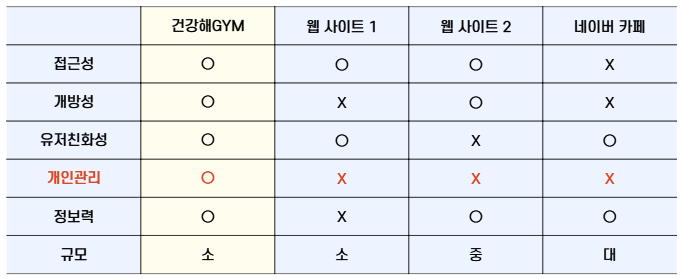 건강해GYM 웹 사이트 1 웹 사이트 2 네이버 카페
접근성 O O O X
개방성 O X O X
유저친화성 O O X O
개인관리 O X X X
정보력 O X O O
규모 소 소 중 대